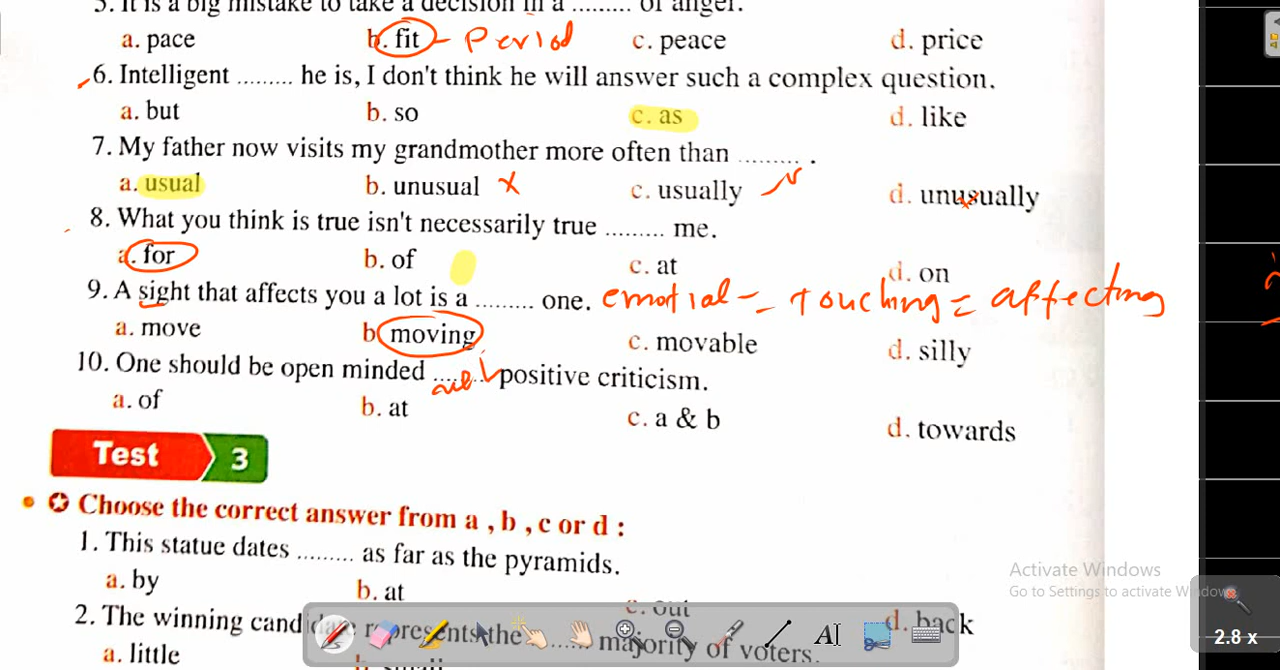 5. It is a big mistake to take a decision in a ......... of anger.
a. pace b. fit - Period c. peace d. price
6. Intelligent ......... he is, I don't think he will answer such a complex question.
a. but b. so c. as d. like
7. My father now visits my grandmother more often than ......... .
a. usual b. unusual x c. usually d. unusually
8. What you think is true isn't necessarily true ......... me.
a. for b. of c. at d. on
9. A sight that affects you a lot is a ......... one. emotial = touching = affecting
a. move b. moving c. movable d. silly
10. One should be open minded ......... positive criticism.
a. of b. at c. a & b d. towards
Test 3
Choose the correct answer from a , b , c or d :
1. This statue dates ......... as far as the pyramids.
a. by b. at c. out d. back
2. The winning candidate represents the ......... majority of voters.
a. little b. small
Activate Windows
Go to Settings to activate Windows.
AI
2.8 x